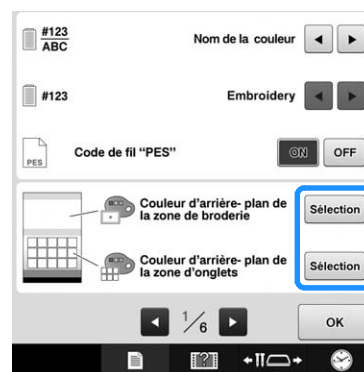 #123
ABC
Nom de la couleur
#123
Embroidery
PES
Code de fil “PES”
ON
OFF
Couleur d’arrière- plan de
la zone de broderie
Sélection
Couleur d’arrière- plan de
la zone d’onglets
Sélection
1/6
OK